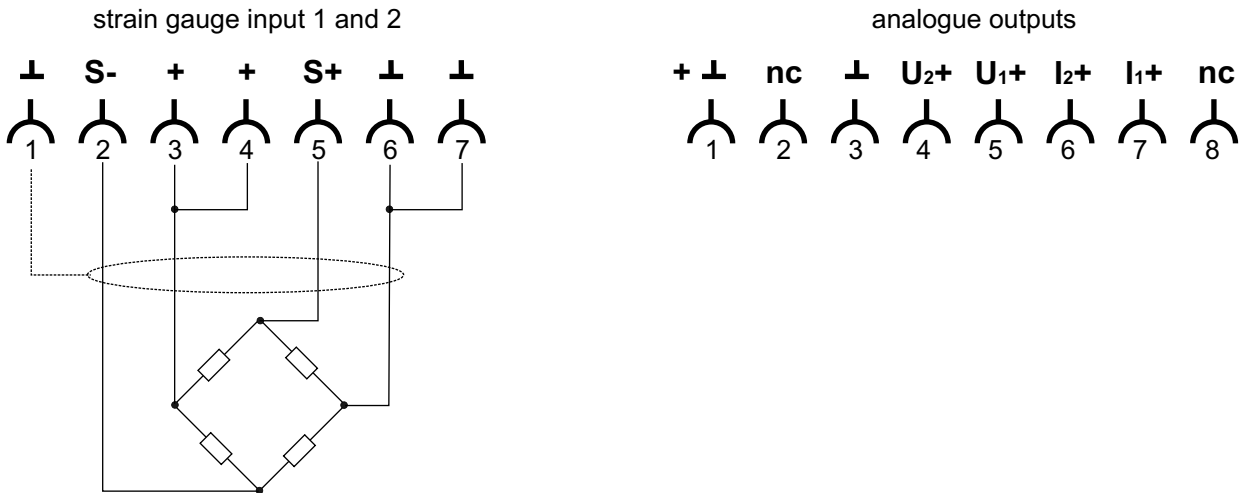 strain gauge input 1 and 2
⊥ S- + + S+ ⊥ ⊥
1 2 3 4 5 6 7
analogue outputs
+ ⊥ nc ⊥ U2+ U1+ I2+ I1+ nc
1 2 3 4 5 6 7 8